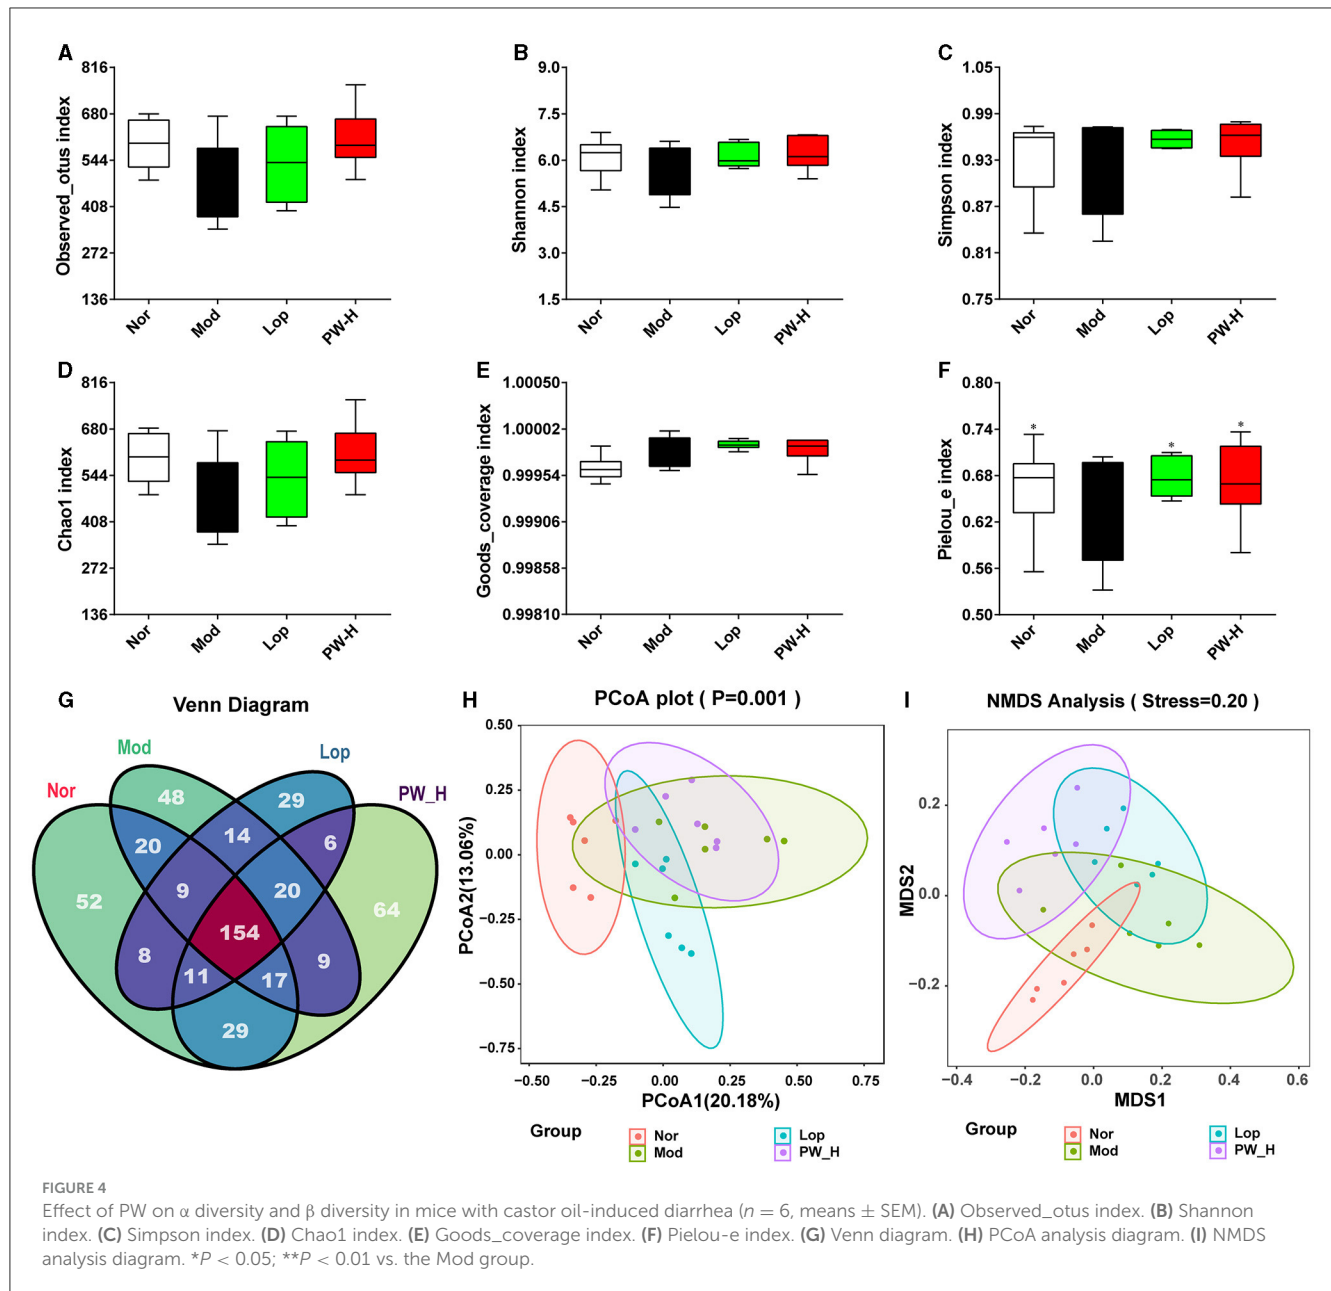 A
Observed_otus index
816
680
544
408
272
136
Nor
Mod
Lop
PW-H
B
Shannon index
9.0
7.5
6.0
4.5
3.0
1.5
Nor
Mod
Lop
PW-H
C
Simpson index
1.05
0.99
0.93
0.87
0.81
0.75
Nor
Mod
Lop
PW-H
D
Chao1 index
816
680
544
408
272
136
Nor
Mod
Lop
PW-H
E
Goods_coverage index
1.00050
1.00002
0.99954
0.99906
0.99858
0.99810
Nor
Mod
Lop
PW-H
F
Pielou_e index
0.80
0.74
0.68
0.62
0.56
0.50
*
*
*
Nor
Mod
Lop
PW-H
G
Venn Diagram
Mod
Lop
Nor
PW_H
48
29
20
14
6
52
9
20
64
154
8
11
17
9
29
H
PCoA plot ( P=0.001 )
PCoA2(13.06%)
0.50
0.25
0.00
−0.25
−0.50
−0.75
−0.50
−0.25
0.00
0.25
0.50
0.75
PCoA1(20.18%)
Group
Nor
Mod
Lop
PW_H
I
NMDS Analysis ( Stress=0.20 )
MDS2
0.2
0.0
−0.2
−0.4
−0.2
0.0
0.2
0.4
0.6
MDS1
Group
Nor
Mod
Lop
PW_H
FIGURE 4
Effect of PW on α diversity and β diversity in mice with castor oil-induced diarrhea (n = 6, means ± SEM). (A) Observed_otus index. (B) Shannon
index. (C) Simpson index. (D) Chao1 index. (E) Goods_coverage index. (F) Pielou-e index. (G) Venn diagram. (H) PCoA analysis diagram. (I) NMDS
analysis diagram. *P < 0.05; **P < 0.01 vs. the Mod group.